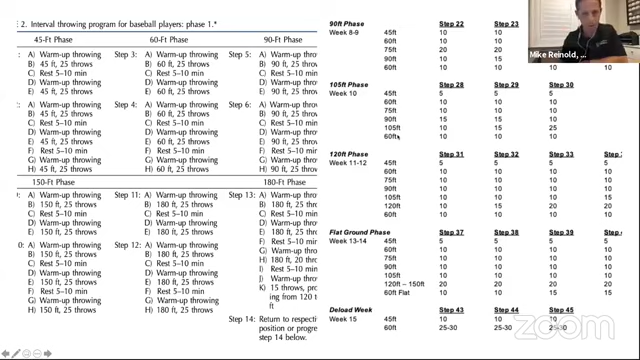 2. Interval throwing program for baseball players: phase 1.*
45-Ft Phase
60-Ft Phase
90-Ft Phase
A) Warm-up throwing
B) 45 ft, 25 throws
C) Rest 5–10 min
D) Warm-up throwing
E) 45 ft, 25 throws
Step 3:
A) Warm-up throwing
B) 60 ft, 25 throws
C) Rest 5–10 min
D) Warm-up throwing
E) 60 ft, 25 throws
Step 5:
A) Warm-up throwing
B) 90 ft, 25 throws
C) Rest 5–10 min
D) Warm-up throwing
E) 90 ft, 25 throws
A) Warm-up throwing
B) 45 ft, 25 throws
C) Rest 5–10 min
D) Warm-up throwing
E) 45 ft, 25 throws
F) Rest 5–10 min
G) Warm-up throwing
H) 45 ft, 25 throws
Step 4:
A) Warm-up throwing
B) 60 ft, 25 throws
C) Rest 5–10 min
D) Warm-up throwing
E) 60 ft, 25 throws
F) Rest 5–10 min
G) Warm-up throwing
H) 60 ft, 25 throws
Step 6:
A) Warm-up throwing
B) 90 ft, 25 throws
C) Rest 5–10 min
D) Warm-up throwing
E) 90 ft, 25 throws
F) Rest 5–10 min
G) Warm-up throwing
H) 90 ft, 25 throws
150-Ft Phase
180-Ft Phase
A) Warm-up throwing
B) 150 ft, 25 throws
C) Rest 5–10 min
D) Warm-up throwing
E) 150 ft, 25 throws
Step 11:
A) Warm-up throwing
B) 180 ft, 25 throws
C) Rest 5–10 min
D) Warm-up throwing
E) 180 ft, 25 throws
Step 13:
A) Warm-up throwing
B) 180 ft, 25 throws
C) Rest 5–10 min
D) Warm-up throwing
E) 180 ft, 25 throws
F) Rest 5–10 min
G) Warm-up throwing
H) 180 ft, 20 throws
I) Rest 5–10 min
J) Warm-up throwing
K) 15 throws,
ing from 120
ft
A) Warm-up throwing
B) 150 ft, 25 throws
C) Rest 5–10 min
D) Warm-up throwing
E) 150 ft, 25 throws
F) Rest 5–10 min
G) Warm-up throwing
H) 150 ft, 25 throws
Step 12:
A) Warm-up throwing
B) 180 ft, 25 throws
C) Rest 5–10 min
D) Warm-up throwing
E) 180 ft, 25 throws
F) Rest 5–10 min
G) Warm-up throwing
H) 180 ft, 25 throws
Step 14: Return to
position or
step 14 below.
90ft Phase Step 22 Step 23
Week 8-9 45ft 10 10
60ft 10 10
75ft 20 20
90ft 10 15
60ft 10 10 10
105ft Phase Step 28 Step 29 Step 30
Week 10 45ft 5 5 5
60ft 10 10 10
75ft 10 10 10
90ft 15 15 10
105ft 10 15 25
60ft 10 10 10
120ft Phase Step 31 Step 32 Step 33
Week 11-12 45ft 5 5 5
60ft 10 10 10
75ft 10 10 10
90ft 10 10 10
105ft 15 10 10
120ft 10 15 20 20
60ft 10 10 10 10
Flat Ground Phase Step 37 Step 38 Step 39
Week 13-14 45ft 5 5 5
60ft 10 10 10
75ft 10 10 10
90ft 10 10 10
105ft 10 10 10
120ft – 150ft 20 20 20
60ft Flat 10 10 15
Deload Week Step 43 Step 44 Step 45
Week 15 45ft 10 10 10
60ft 25-30 25-30 25-30
Mike Reinold, ...
zoom